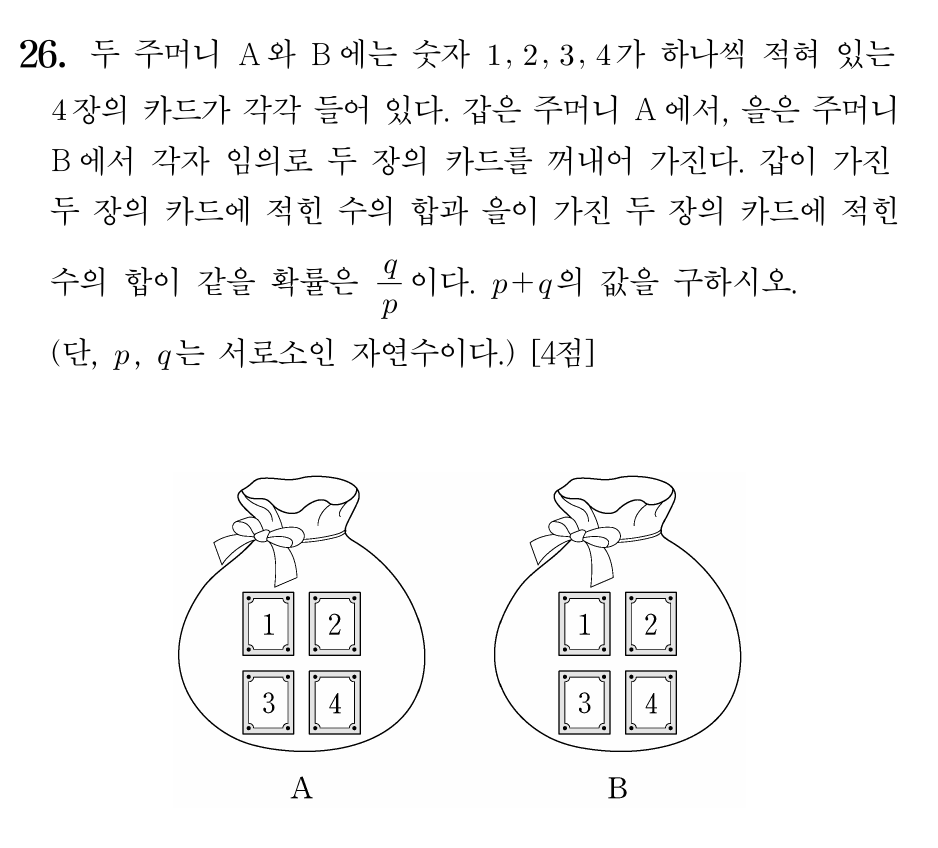 26. 두 주머니 A와 B에는 숫자 1, 2, 3, 4가 하나씩 적혀 있는
4장의 카드가 각각 들어 있다. 갑은 주머니 A에서, 을은 주머니
B에서 각자 임의로 두 장의 카드를 꺼내어 가진다. 갑이 가진
두 장의 카드에 적힌 수의 합과 을이 가진 두 장의 카드에 적힌
수의 합이 같을 확률은 q/p 이다. p+q의 값을 구하시오.
(단, p, q는 서로소인 자연수이다.) [4점]
1 2 1 2
3 4 3 4
A B